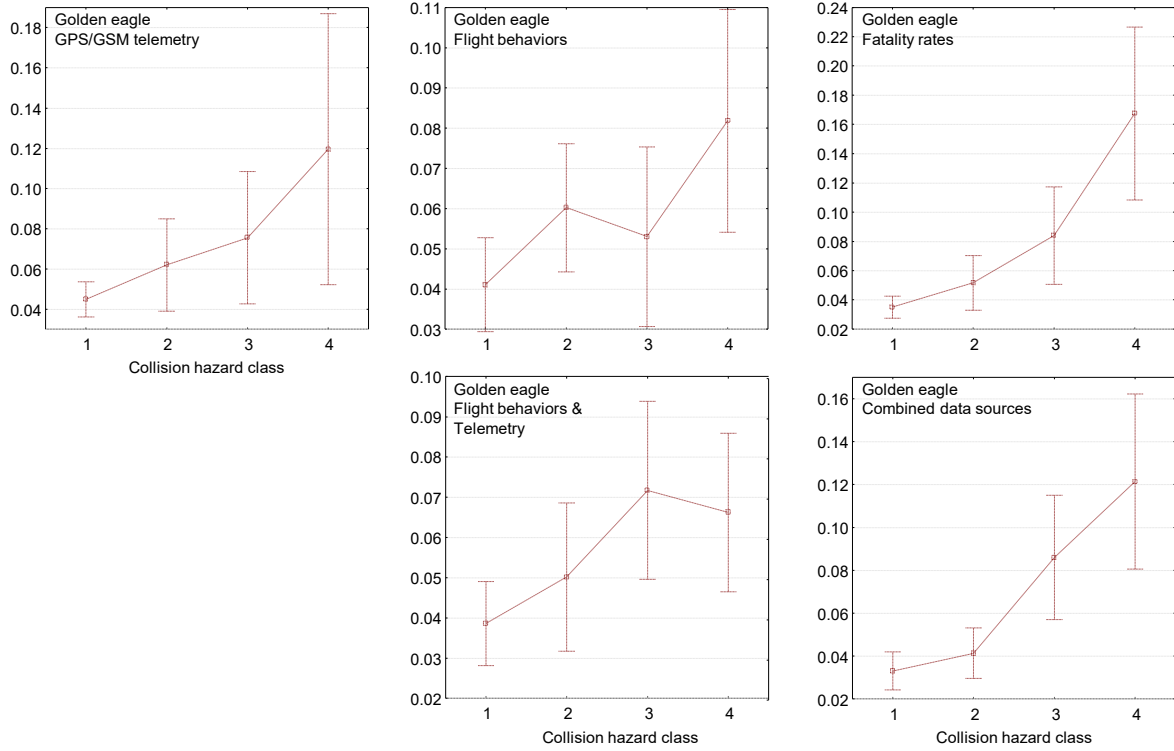 Golden eagle
GPS/GSM telemetry
0.18
0.16
0.14
0.12
0.10
0.08
0.06
0.04
1 2 3 4
Collision hazard class
Golden eagle
Flight behaviors
0.11
0.10
0.09
0.08
0.07
0.06
0.05
0.04
0.03
1 2 3 4
Golden eagle
Fatality rates
0.24
0.22
0.20
0.18
0.16
0.14
0.12
0.10
0.08
0.06
0.04
0.02
1 2 3 4
Golden eagle
Flight behaviors &
Telemetry
0.10
0.09
0.08
0.07
0.06
0.05
0.04
0.03
0.02
1 2 3 4
Collision hazard class
Golden eagle
Combined data sources
0.16
0.14
0.12
0.10
0.08
0.06
0.04
0.02
1 2 3 4
Collision hazard class